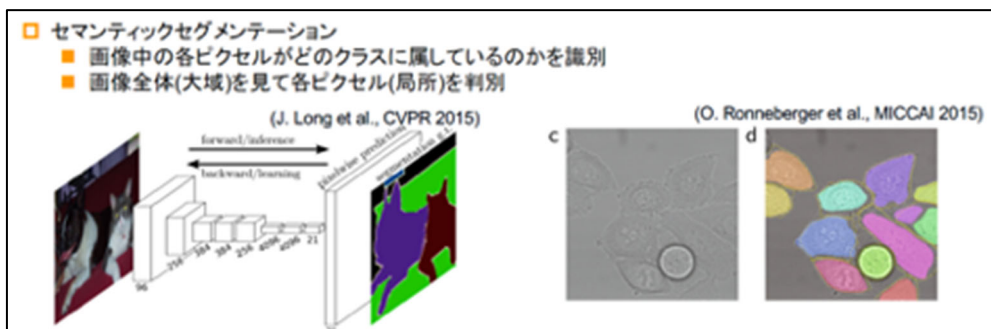 セマンティックセグメンテーション
画像中の各ピクセルがどのクラスに属しているのかを識別
画像全体(大域)を見て各ピクセル(局所)を判別
(J. Long et al., CVPR 2015)
(O. Ronneberger et al., MICCAI 2015)
forward/inference
backward/learning
pixelwise prediction
segmentation g.t.
96
256
384
384
256
4096
4096
21
c
d